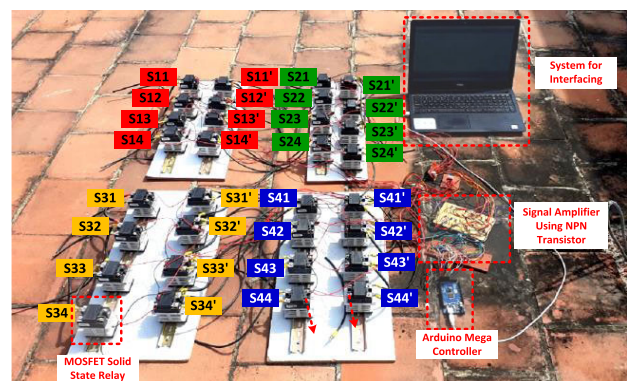 S11
S11'
S21
S21'
S12
S12'
S22
S22'
S13
S13'
S23
S23'
S14
S14'
S24
S24'
System for
Interfacing
S31
S31'
S41
S41'
S32
S32'
S42
S42'
S33
S33'
S43
S43'
S34
S34'
S44
S44'
Signal Amplifier
Using NPN
Transistor
MOSFET Solid
State Relay
Arduino Mega
Controller